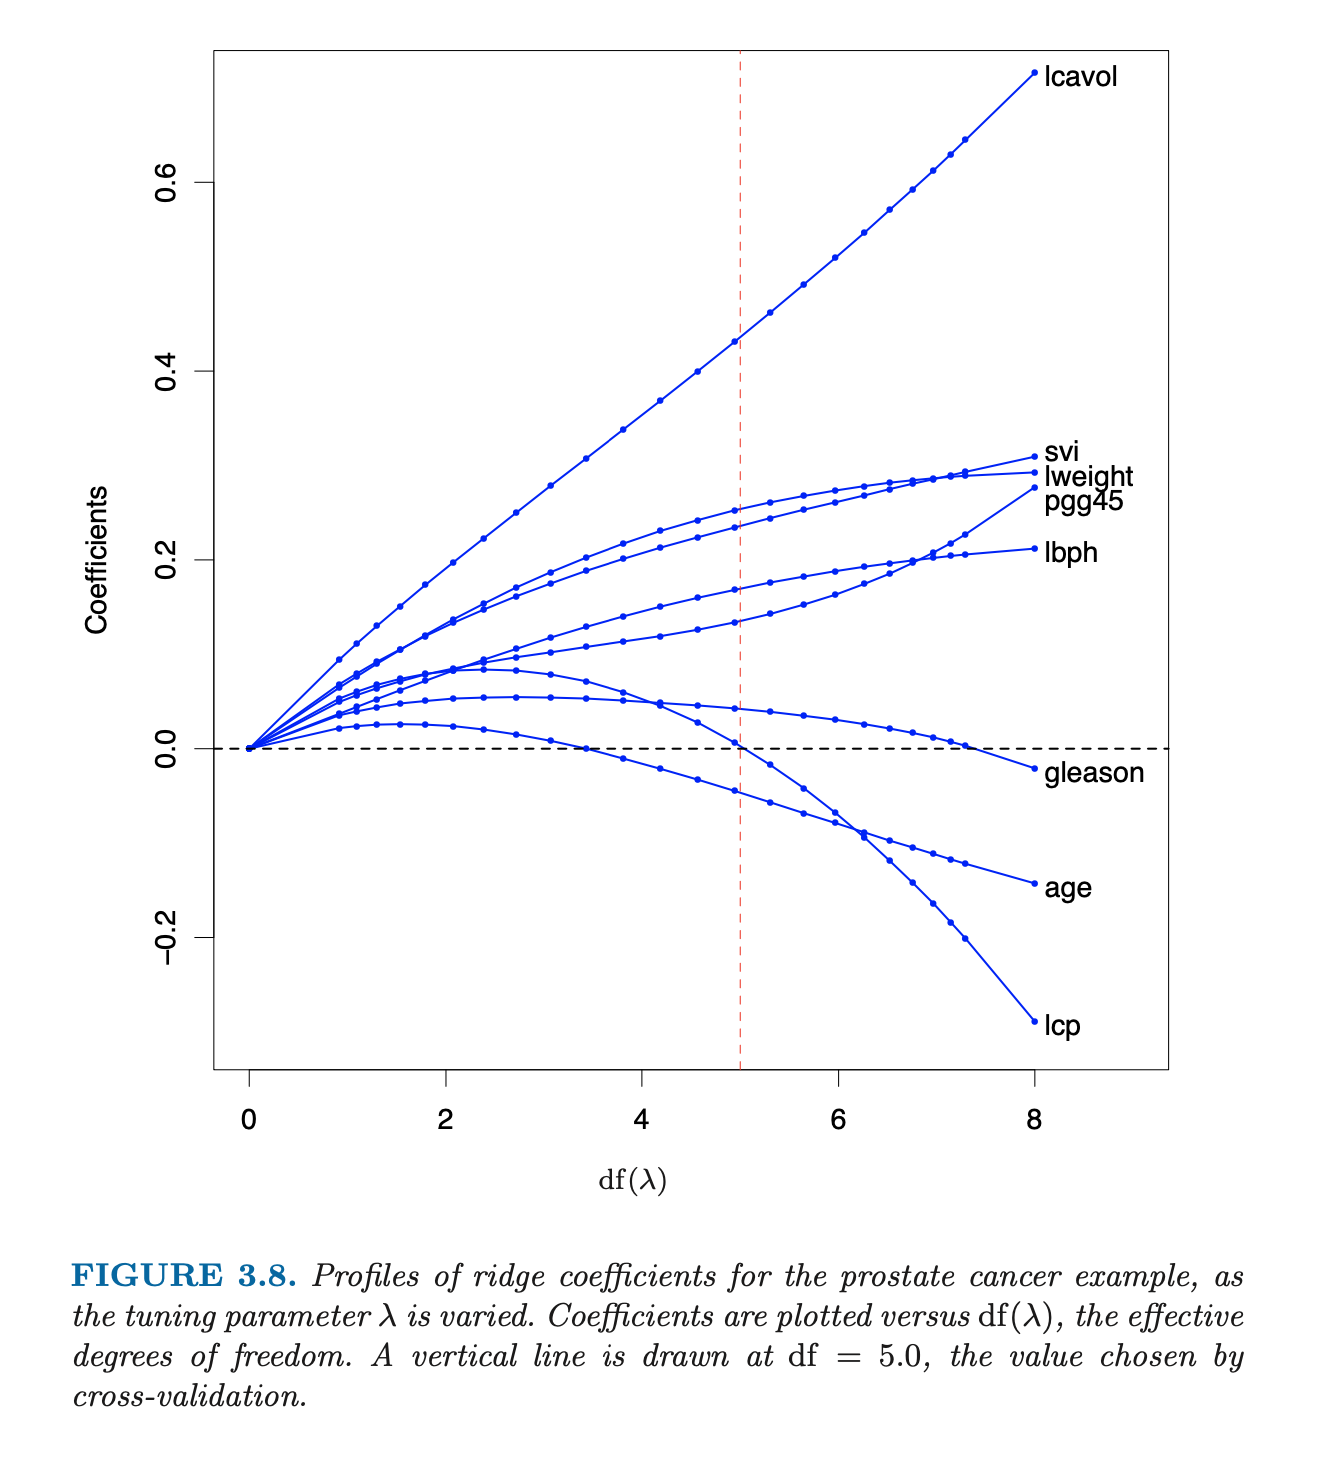 lcavol
0.6
0.4
svi
lweight
pgg45
Coefficients
0.2
lbph
0.0
gleason
age
−0.2
lcp
0 2 4 6 8
df(λ)
FIGURE 3.8. Profiles of ridge coefficients for the prostate cancer example, as
the tuning parameter λ is varied. Coefficients are plotted versus df(λ), the effective
degrees of freedom. A vertical line is drawn at df = 5.0, the value chosen by
cross-validation.